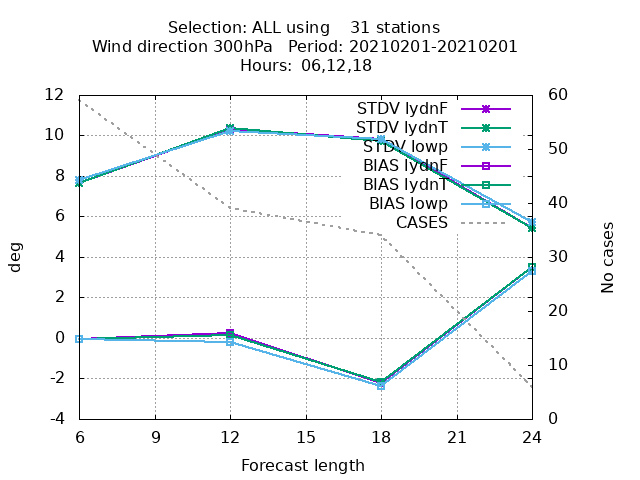 Selection: ALL using    31 stations
Wind direction 300hPa   Period: 20210201-20210201
Hours: 06,12,18
12
60
STDV lydnF
STDV lydnT
STDV lowp
BIAS lydnF
BIAS lydnT
BIAS lowp
CASES
10
50
8
6
40
4
30
2
20
0
10
-2
-4
0
deg
No cases
6
9
12
15
18
21
24
Forecast length